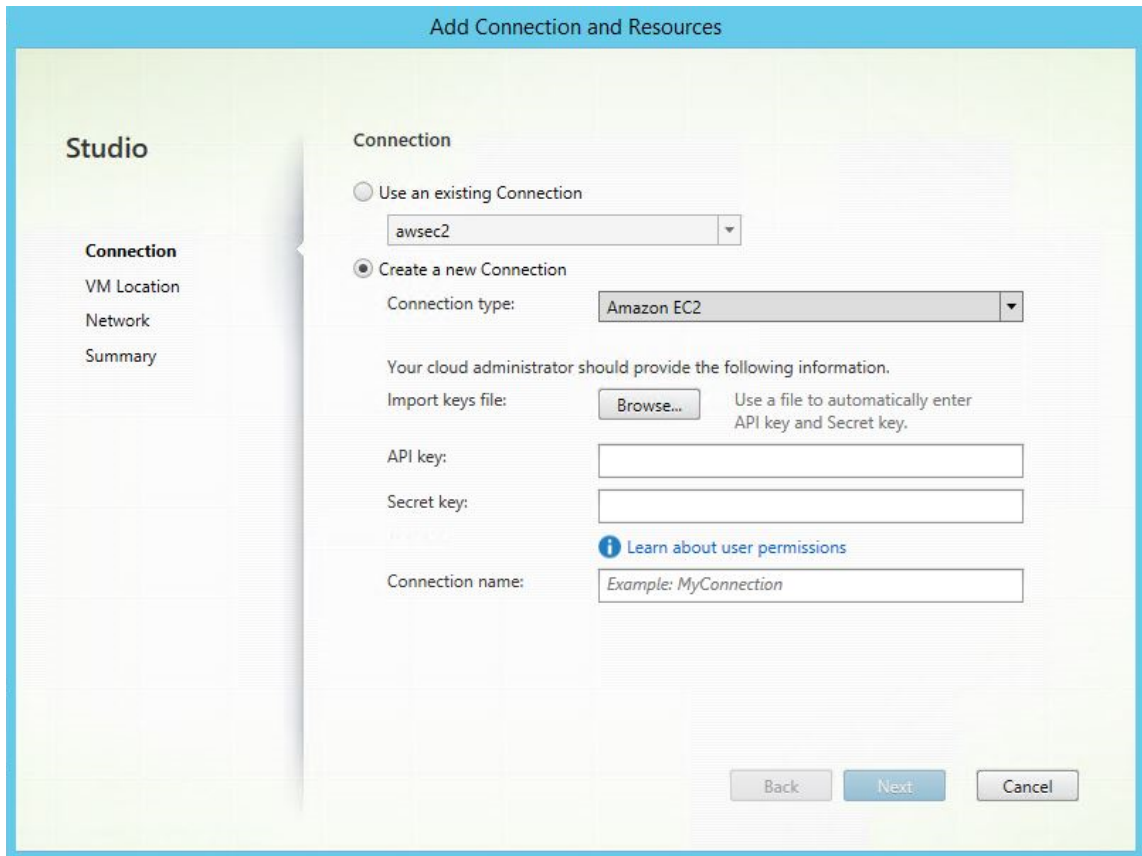 Add Connection and Resources
Studio
Connection
VM Location
Network
Summary
Connection
Use an existing Connection
awsec2
Create a new Connection
Connection type:
Amazon EC2
Your cloud administrator should provide the following information.
Import keys file:
Browse...
Use a file to automatically enter
API key and Secret key.
API key:
Secret key:
Learn about user permissions
Connection name:
Example: MyConnection
Back
Next
Cancel